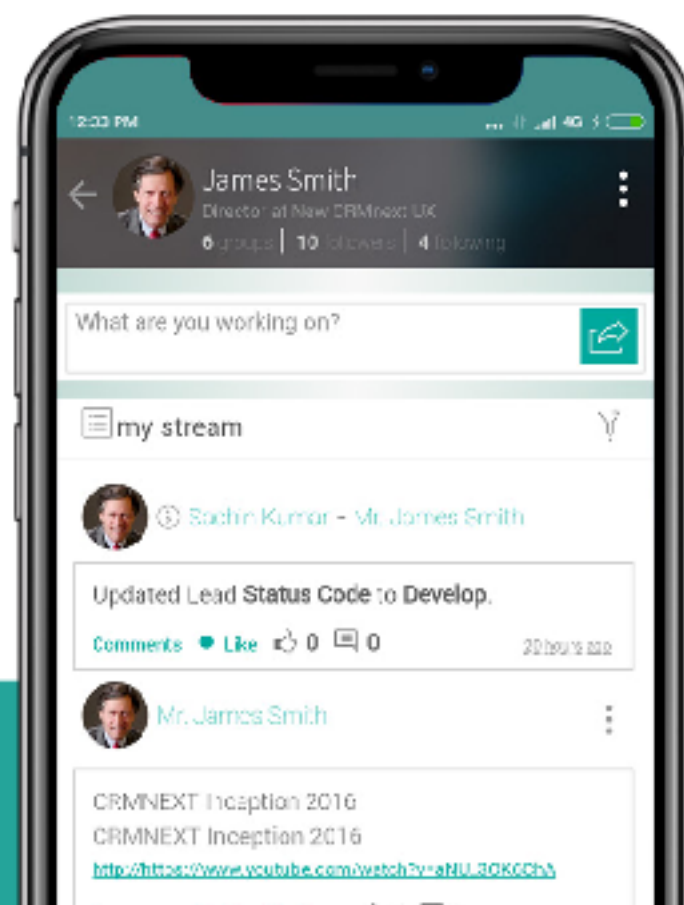 12:33 PM
4G
James Smith
Director at New CRMnext UX
6 groups | 10 followers | 4 following
What are you working on?
my stream
Sachin Kumar - Mr. James Smith
Updated Lead Status Code to Develop.
Comments Like 0 0
20 hours ago
Mr. James Smith
CRMNEXT Inception 2016
CRMNEXT Inception 2016